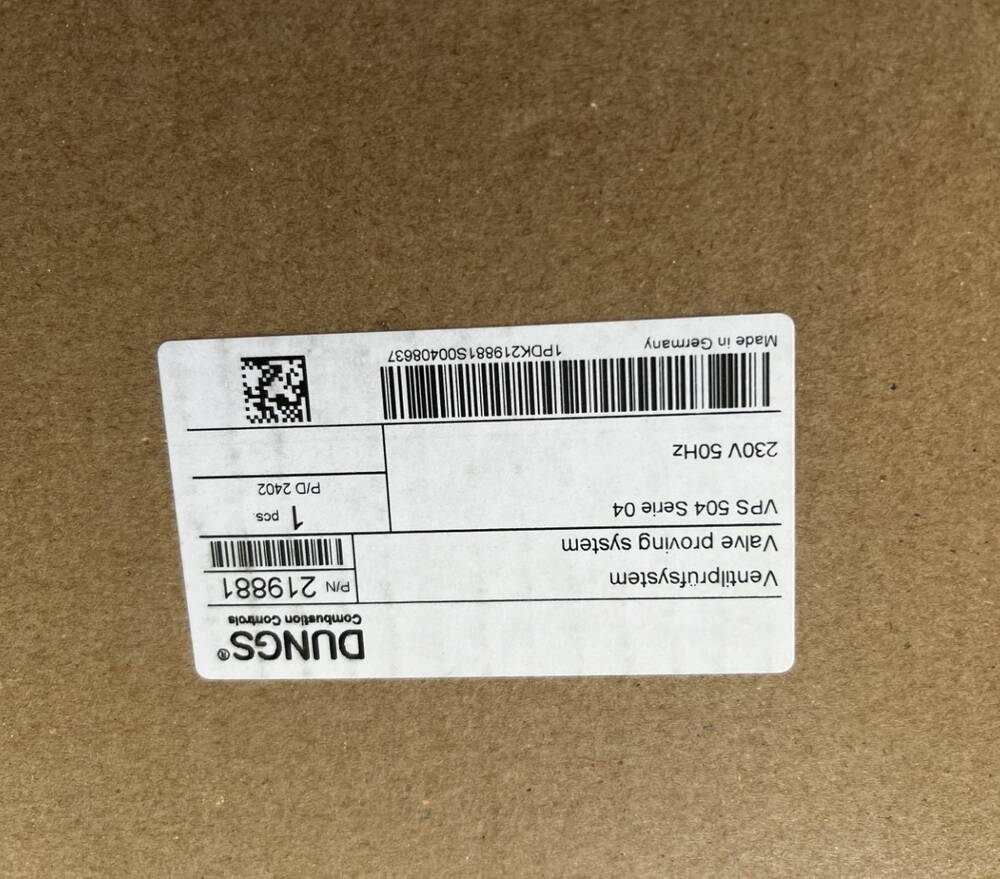 DUNGS®
Combustion Controls
Ventilprüfsystem
Valve proving system
P/N 219881
VPS 504 Serie 04
230V 50Hz
1 pcs.
P/D 2402
Made in Germany
1PDK219881S00408637